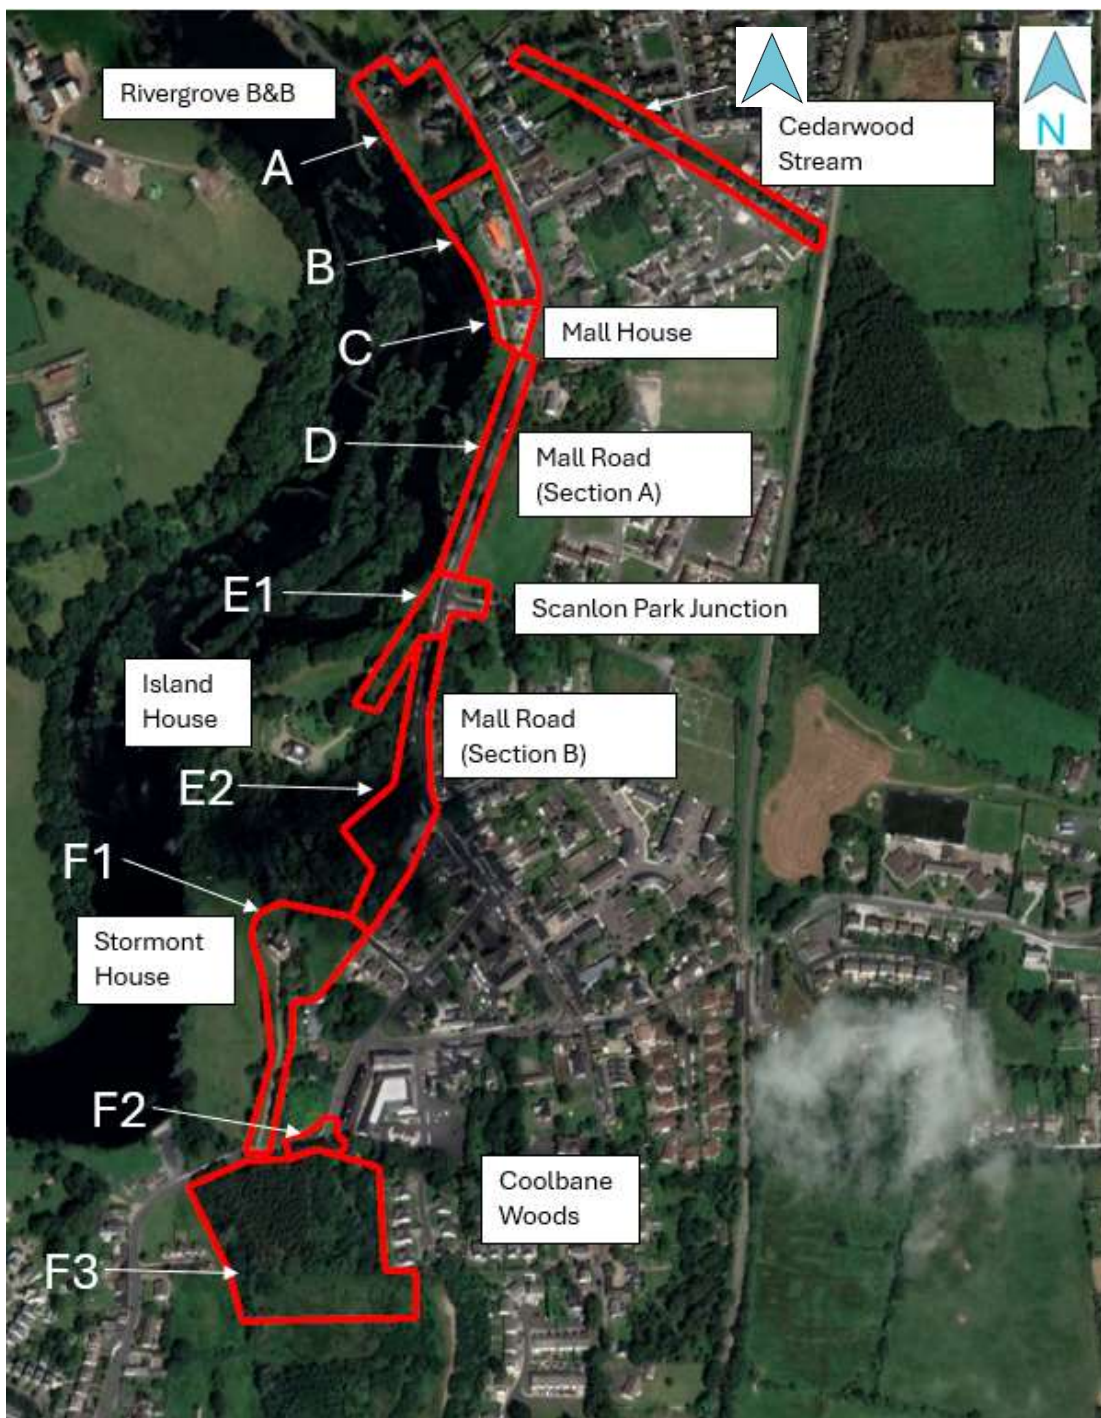 Rivergrove B&B
N
Cedarwood
Stream
A
B
C
Mall House
D
Mall Road
(Section A)
E1
Scanlon Park Junction
Island
House
Mall Road
(Section B)
E2
F1
Stormont
House
F2
Coolbane
Woods
F3